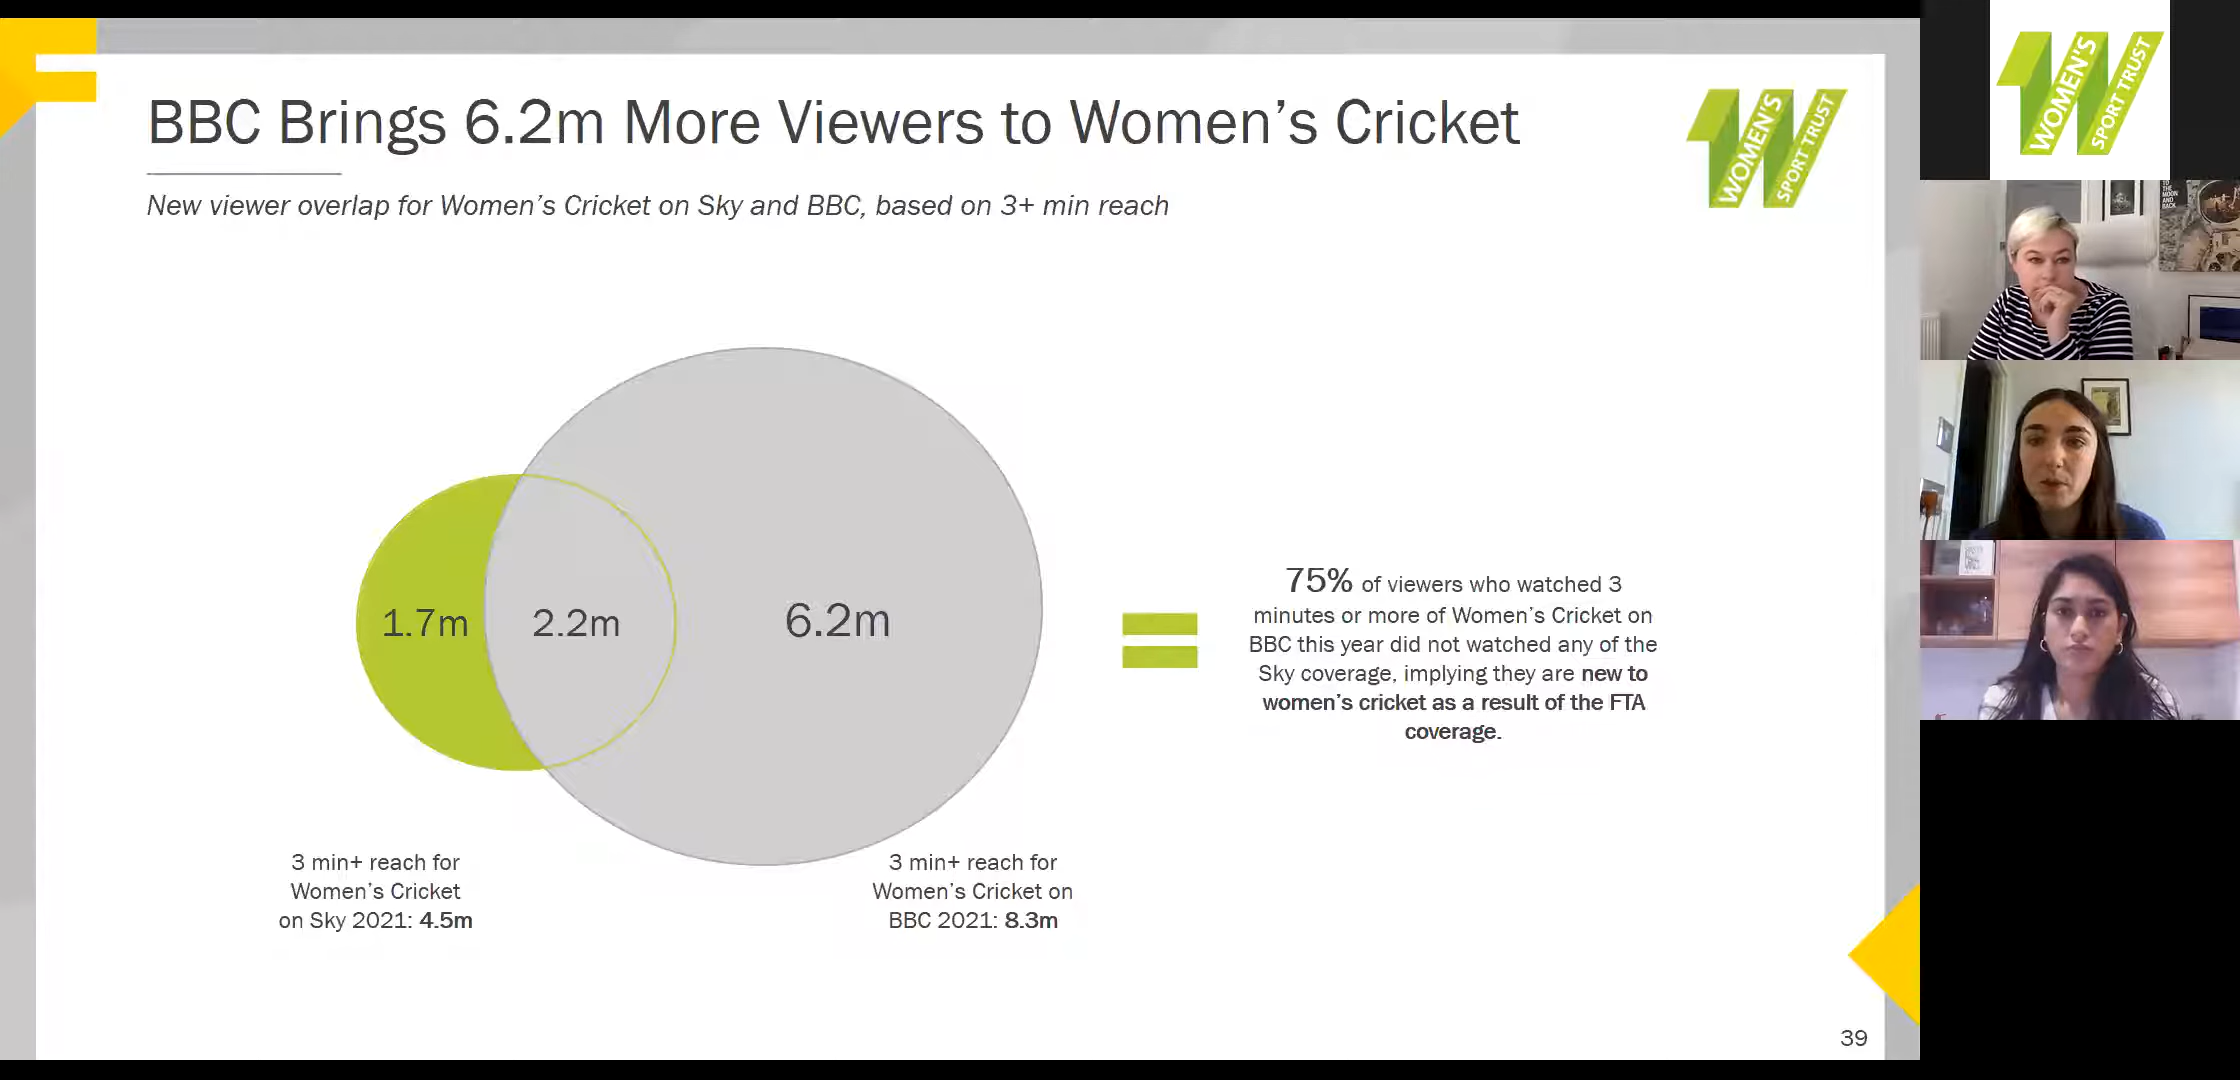 BBC Brings 6.2m More Viewers to Women's Cricket
New viewer overlap for Women's Cricket on Sky and BBC, based on 3+ min reach
WOMEN'S
SPORT TRUST
1.7m
2.2m
6.2m
75% of viewers who watched 3
minutes or more of Women's Cricket on
BBC this year did not watched any of the
Sky coverage, implying they are new to
women's cricket as a result of the FTA
coverage.
3 min+ reach for
Women's Cricket
on Sky 2021: 4.5m
3 min+ reach for
Women's Cricket on
BBC 2021: 8.3m
39
WOMEN'S
SPORT TRUST
TO
THE
MOON
AND
BACK